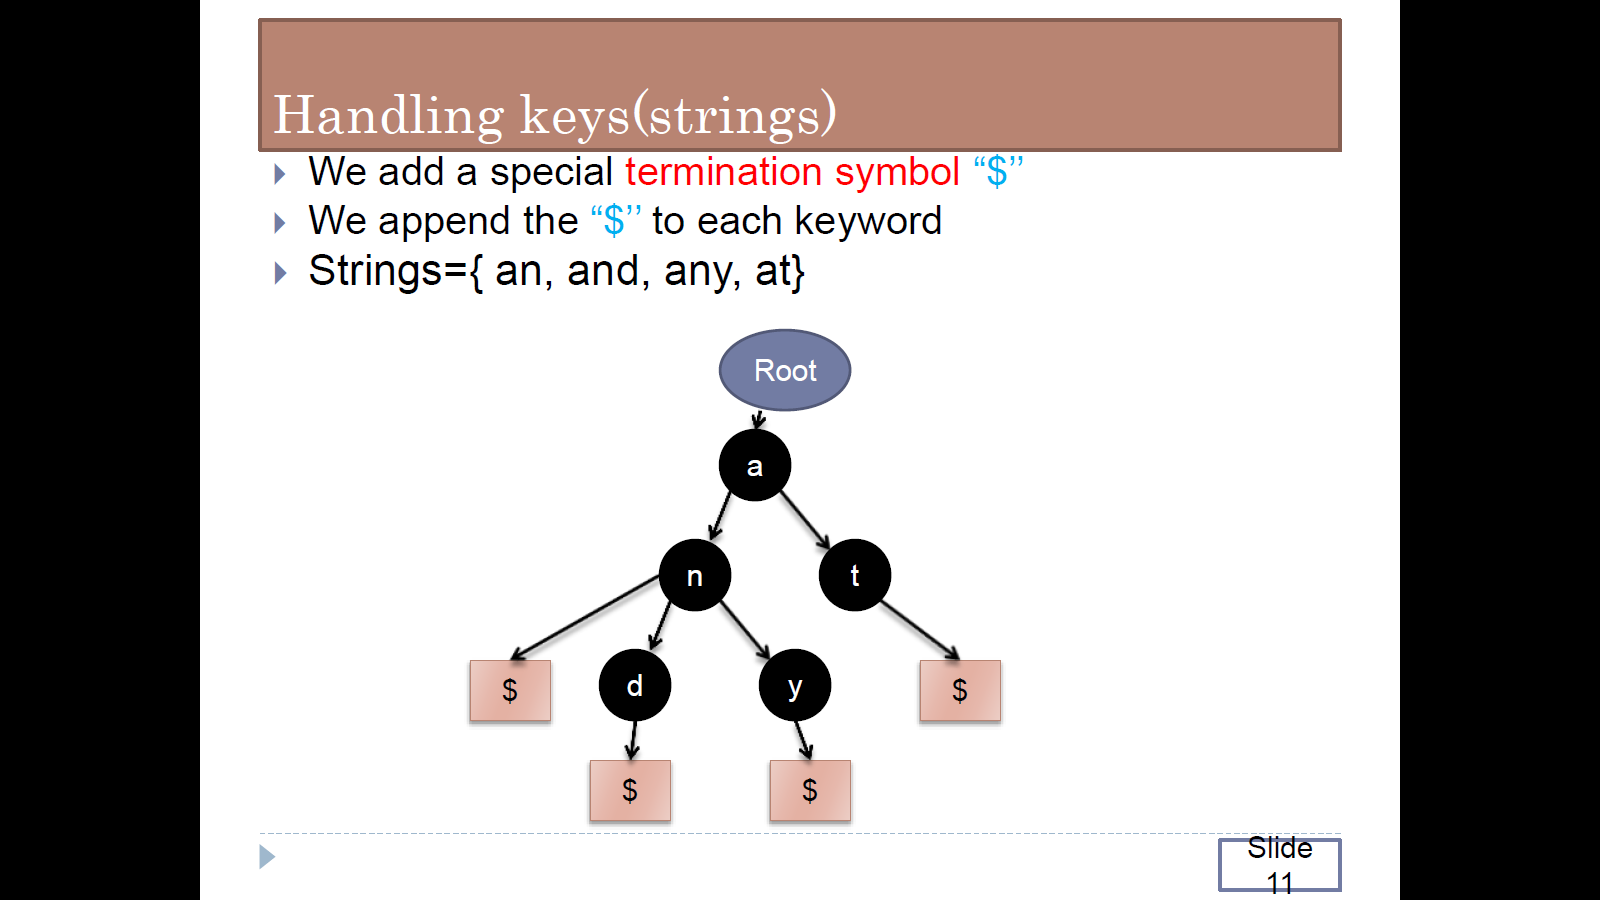 Handling keys(strings)
We add a special termination symbol “$’’
We append the “$’’ to each keyword
Strings={ an, and, any, at}
Root
a
n
t
$
d
y
$
$
$
Slide
11